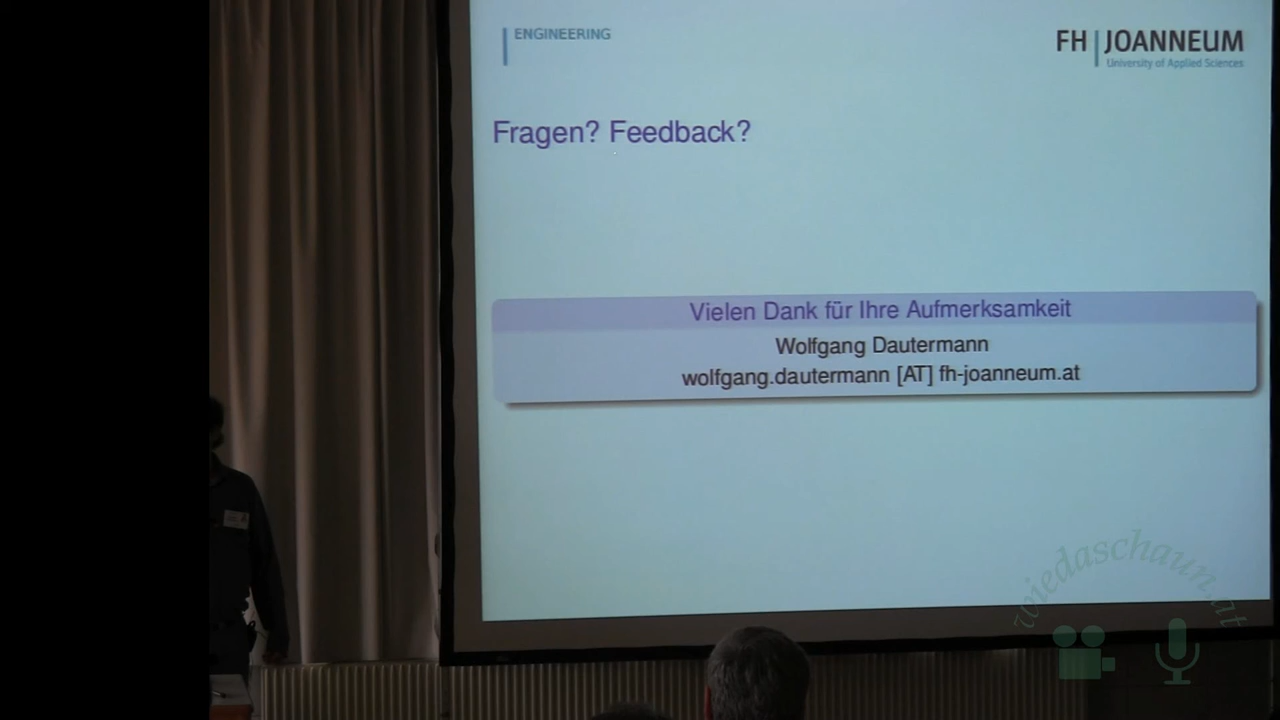 ENGINEERING
FH | JOANNEUM
University of Applied Sciences
Fragen? Feedback?
Vielen Dank für Ihre Aufmerksamkeit
Wolfgang Dautermann
wolfgang.dautermann [AT] fh-joanneum.at
wiedaschaun.at